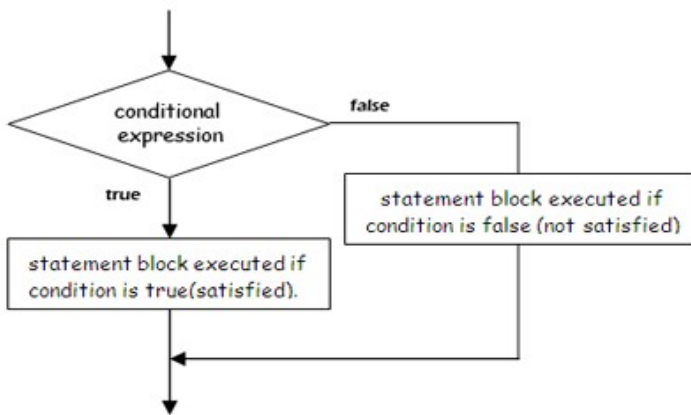 conditional
expression
false
true
statement block executed if
condition is false (not satisfied)
statement block executed if
condition is true(satisfied).